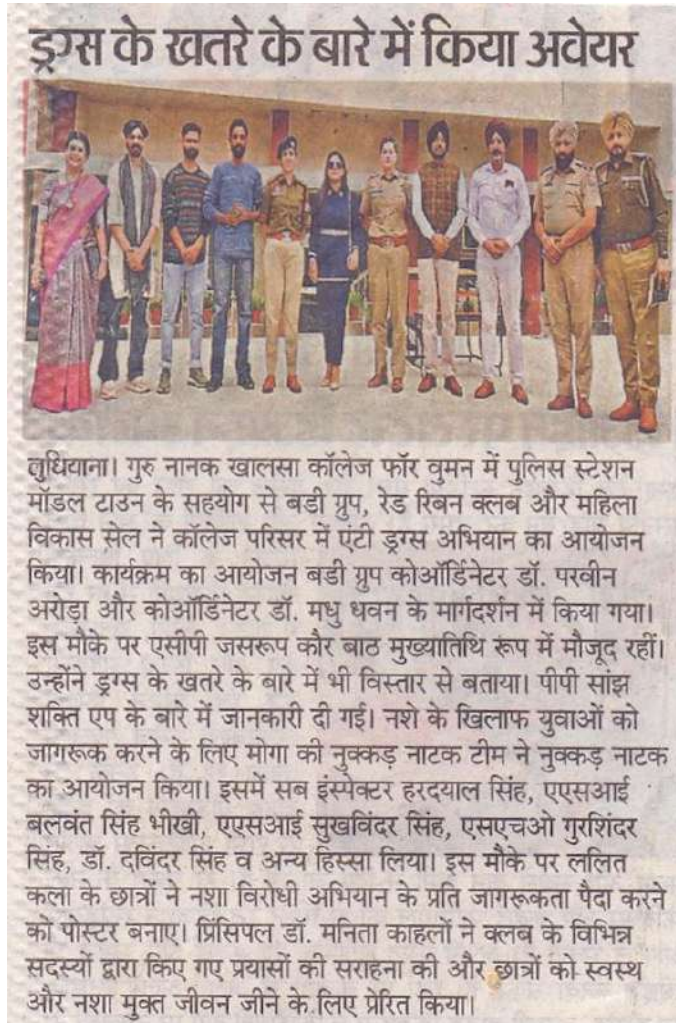 ड्रग्स के खतरे के बारे में किया अवेयर
लुधियाना। गुरु नानक खालसा कॉलेज फॉर वुमन में पुलिस स्टेशन
मॉडल टाउन के सहयोग से बडी ग्रुप, रेड रिबन क्लब और महिला
विकास सेल ने कॉलेज परिसर में एंटी ड्रग्स अभियान का आयोजन
किया। कार्यक्रम का आयोजन बडी ग्रुप कोऑर्डिनेटर डॉ. परवीन
अरोड़ा और कोऑर्डिनेटर डॉ. मधु धवन के मार्गदर्शन में किया गया।
इस मौके पर एसीपी जसरूप कौर बाठ मुख्यातिथि रूप में मौजूद रहीं।
उन्होंने ड्रग्स के खतरे के बारे में भी विस्तार से बताया। पीपी सांझ
शक्ति एप के बारे में जानकारी दी गई। नशे के खिलाफ युवाओं को
जागरूक करने के लिए मोगा की नुक्कड़ नाटक टीम ने नुक्कड़ नाटक
का आयोजन किया। इसमें सब इंस्पेक्टर हरदयाल सिंह, एएसआई
बलवंत सिंह भीखी, एएसआई सुखविंदर सिंह, एसएचओ गुरशिंदर
सिंह, डॉ. दविंदर सिंह व अन्य हिस्सा लिया। इस मौके पर ललित
कला के छात्रों ने नशा विरोधी अभियान के प्रति जागरूकता पैदा करने
को पोस्टर बनाए। प्रिंसिपल डॉ. मनिता काहलों ने क्लब के विभिन्न
सदस्यों द्वारा किए गए प्रयासों की सराहना की और छात्रों को स्वस्थ
और नशा मुक्त जीवन जीने के लिए प्रेरित किया।